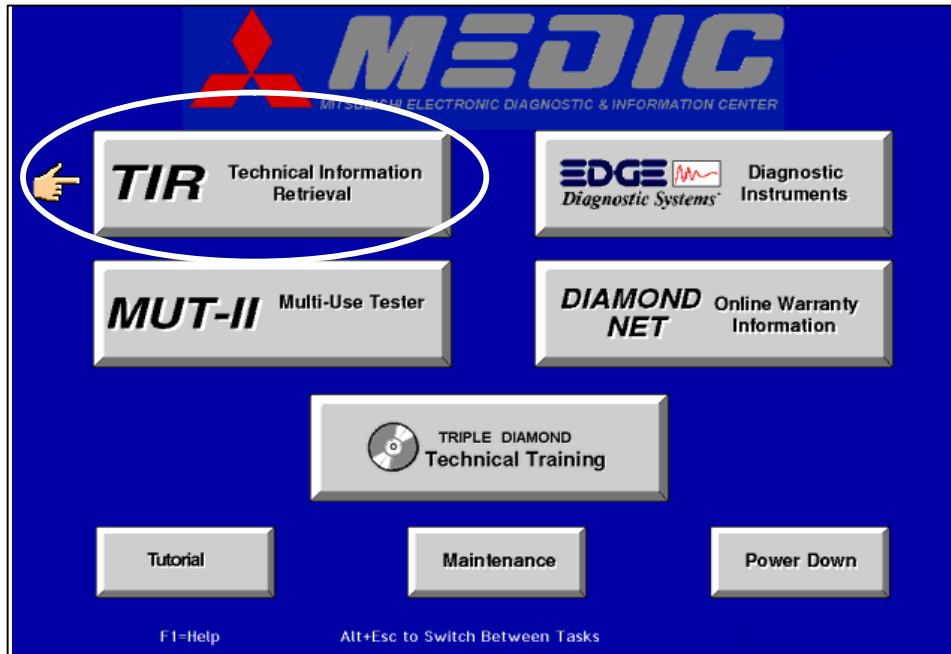 MEDIC
MITSUBISHI ELECTRONIC DIAGNOSTIC & INFORMATION CENTER
TIR Technical Information
Retrieval
EDGE Diagnostic
Diagnostic Systems Instruments
MUT-II Multi-Use Tester
DIAMOND Online Warranty
NET Information
TRIPLE DIAMOND
Technical Training
Tutorial
Maintenance
Power Down
F1=Help
Alt+Esc to Switch Between Tasks